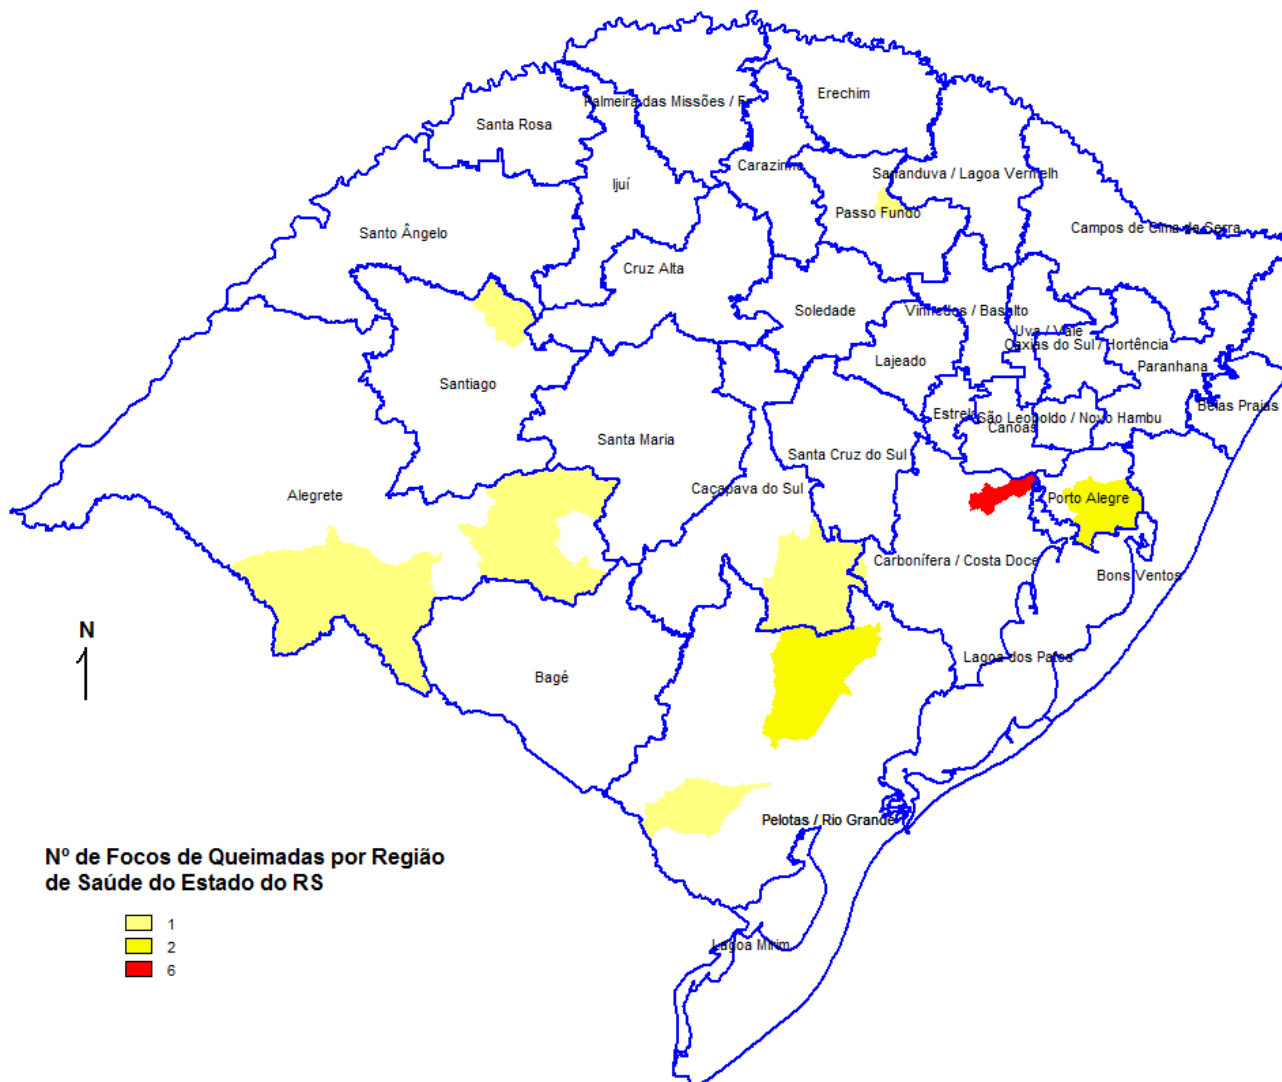 Palmeira das Missões / Fr
Erechim
Santa Rosa
Carazinho
Sananduva / Lagoa Vermelh
Ijuí
Passo Fundo
Campos de Cima da Serra
Santo Ângelo
Cruz Alta
Soledade
Vinhedos / Basalto
Uva / Vale
Caxias do Sul / Hortência
Lajeado
Paranhana
Santiago
Belas Praias
Estrela
São Leopoldo / Novo Hambu
Canoas
Santa Maria
Santa Cruz do Sul
Caçapava do Sul
Alegrete
Porto Alegre
Carbonífera / Costa Doce
Bons Ventos
N
Lagoa dos Patos
Bagé
Pelotas / Rio Grande
Nº de Focos de Queimadas por Região
de Saúde do Estado do RS
1
2
6
Lagoa Mirim